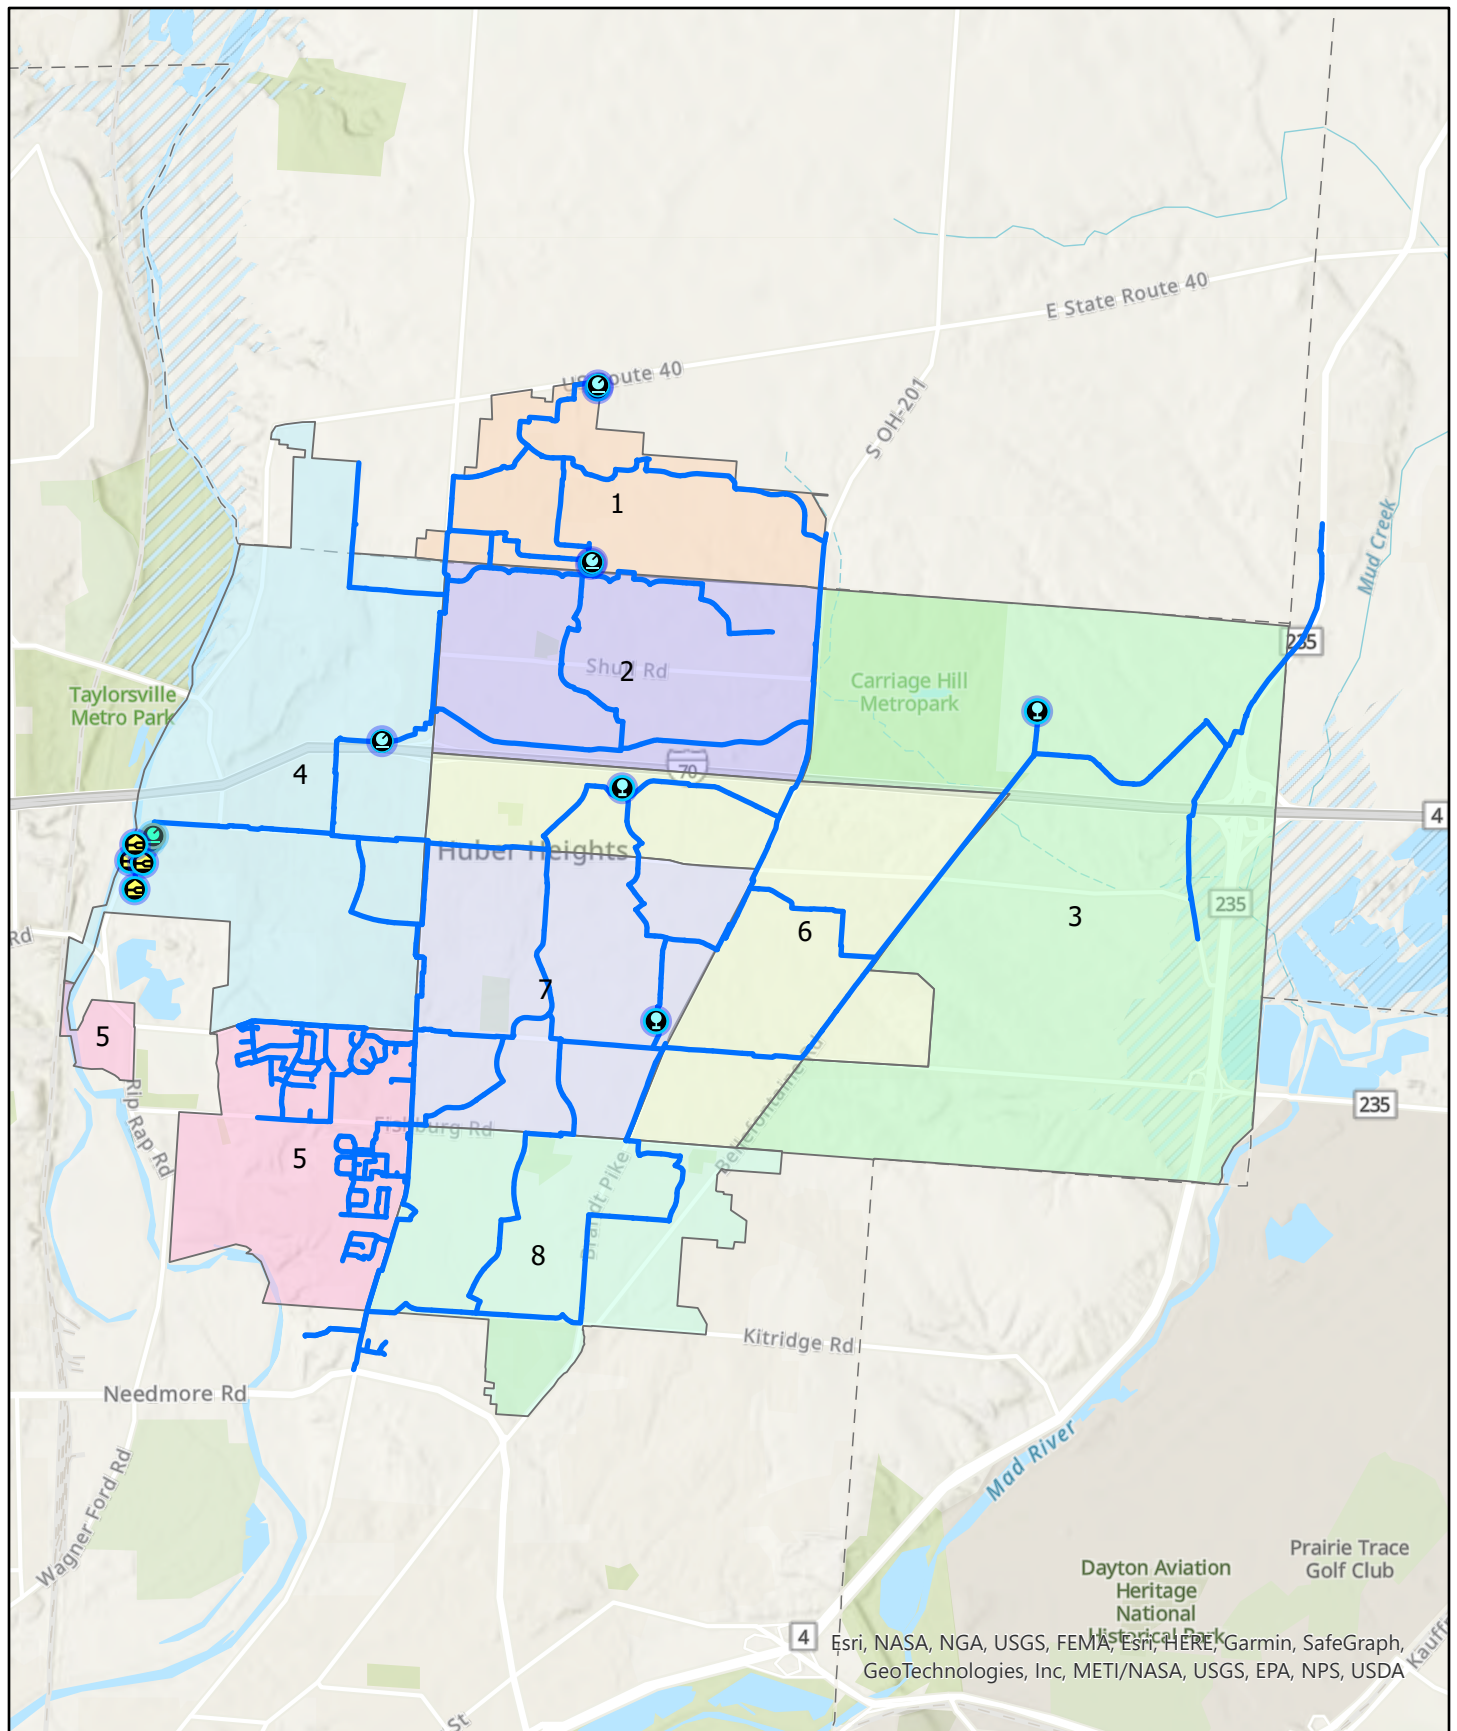 E State Route 40
US Route 40
S OH-201
1
Mud Creek
235
2
Shull Rd
Carriage Hill
Metropark
Taylorsville
Metro Park
4
70
4
Huber Heights
235
3
6
Rd
7
5
235
Rip Rap Rd
Fishburg Rd
Bellefontaine Rd
5
Brandt Pike
8
Kitridge Rd
Needmore Rd
Mad River
Wagner Ford Rd
Prairie Trace
Golf Club
Dayton Aviation
Heritage
National
Historical Park
4
Esri, NASA, NGA, USGS, FEMA, Esri, HERE, Garmin, SafeGraph,
GeoTechnologies, Inc, METI/NASA, USGS, EPA, NPS, USDA
Kauff
St